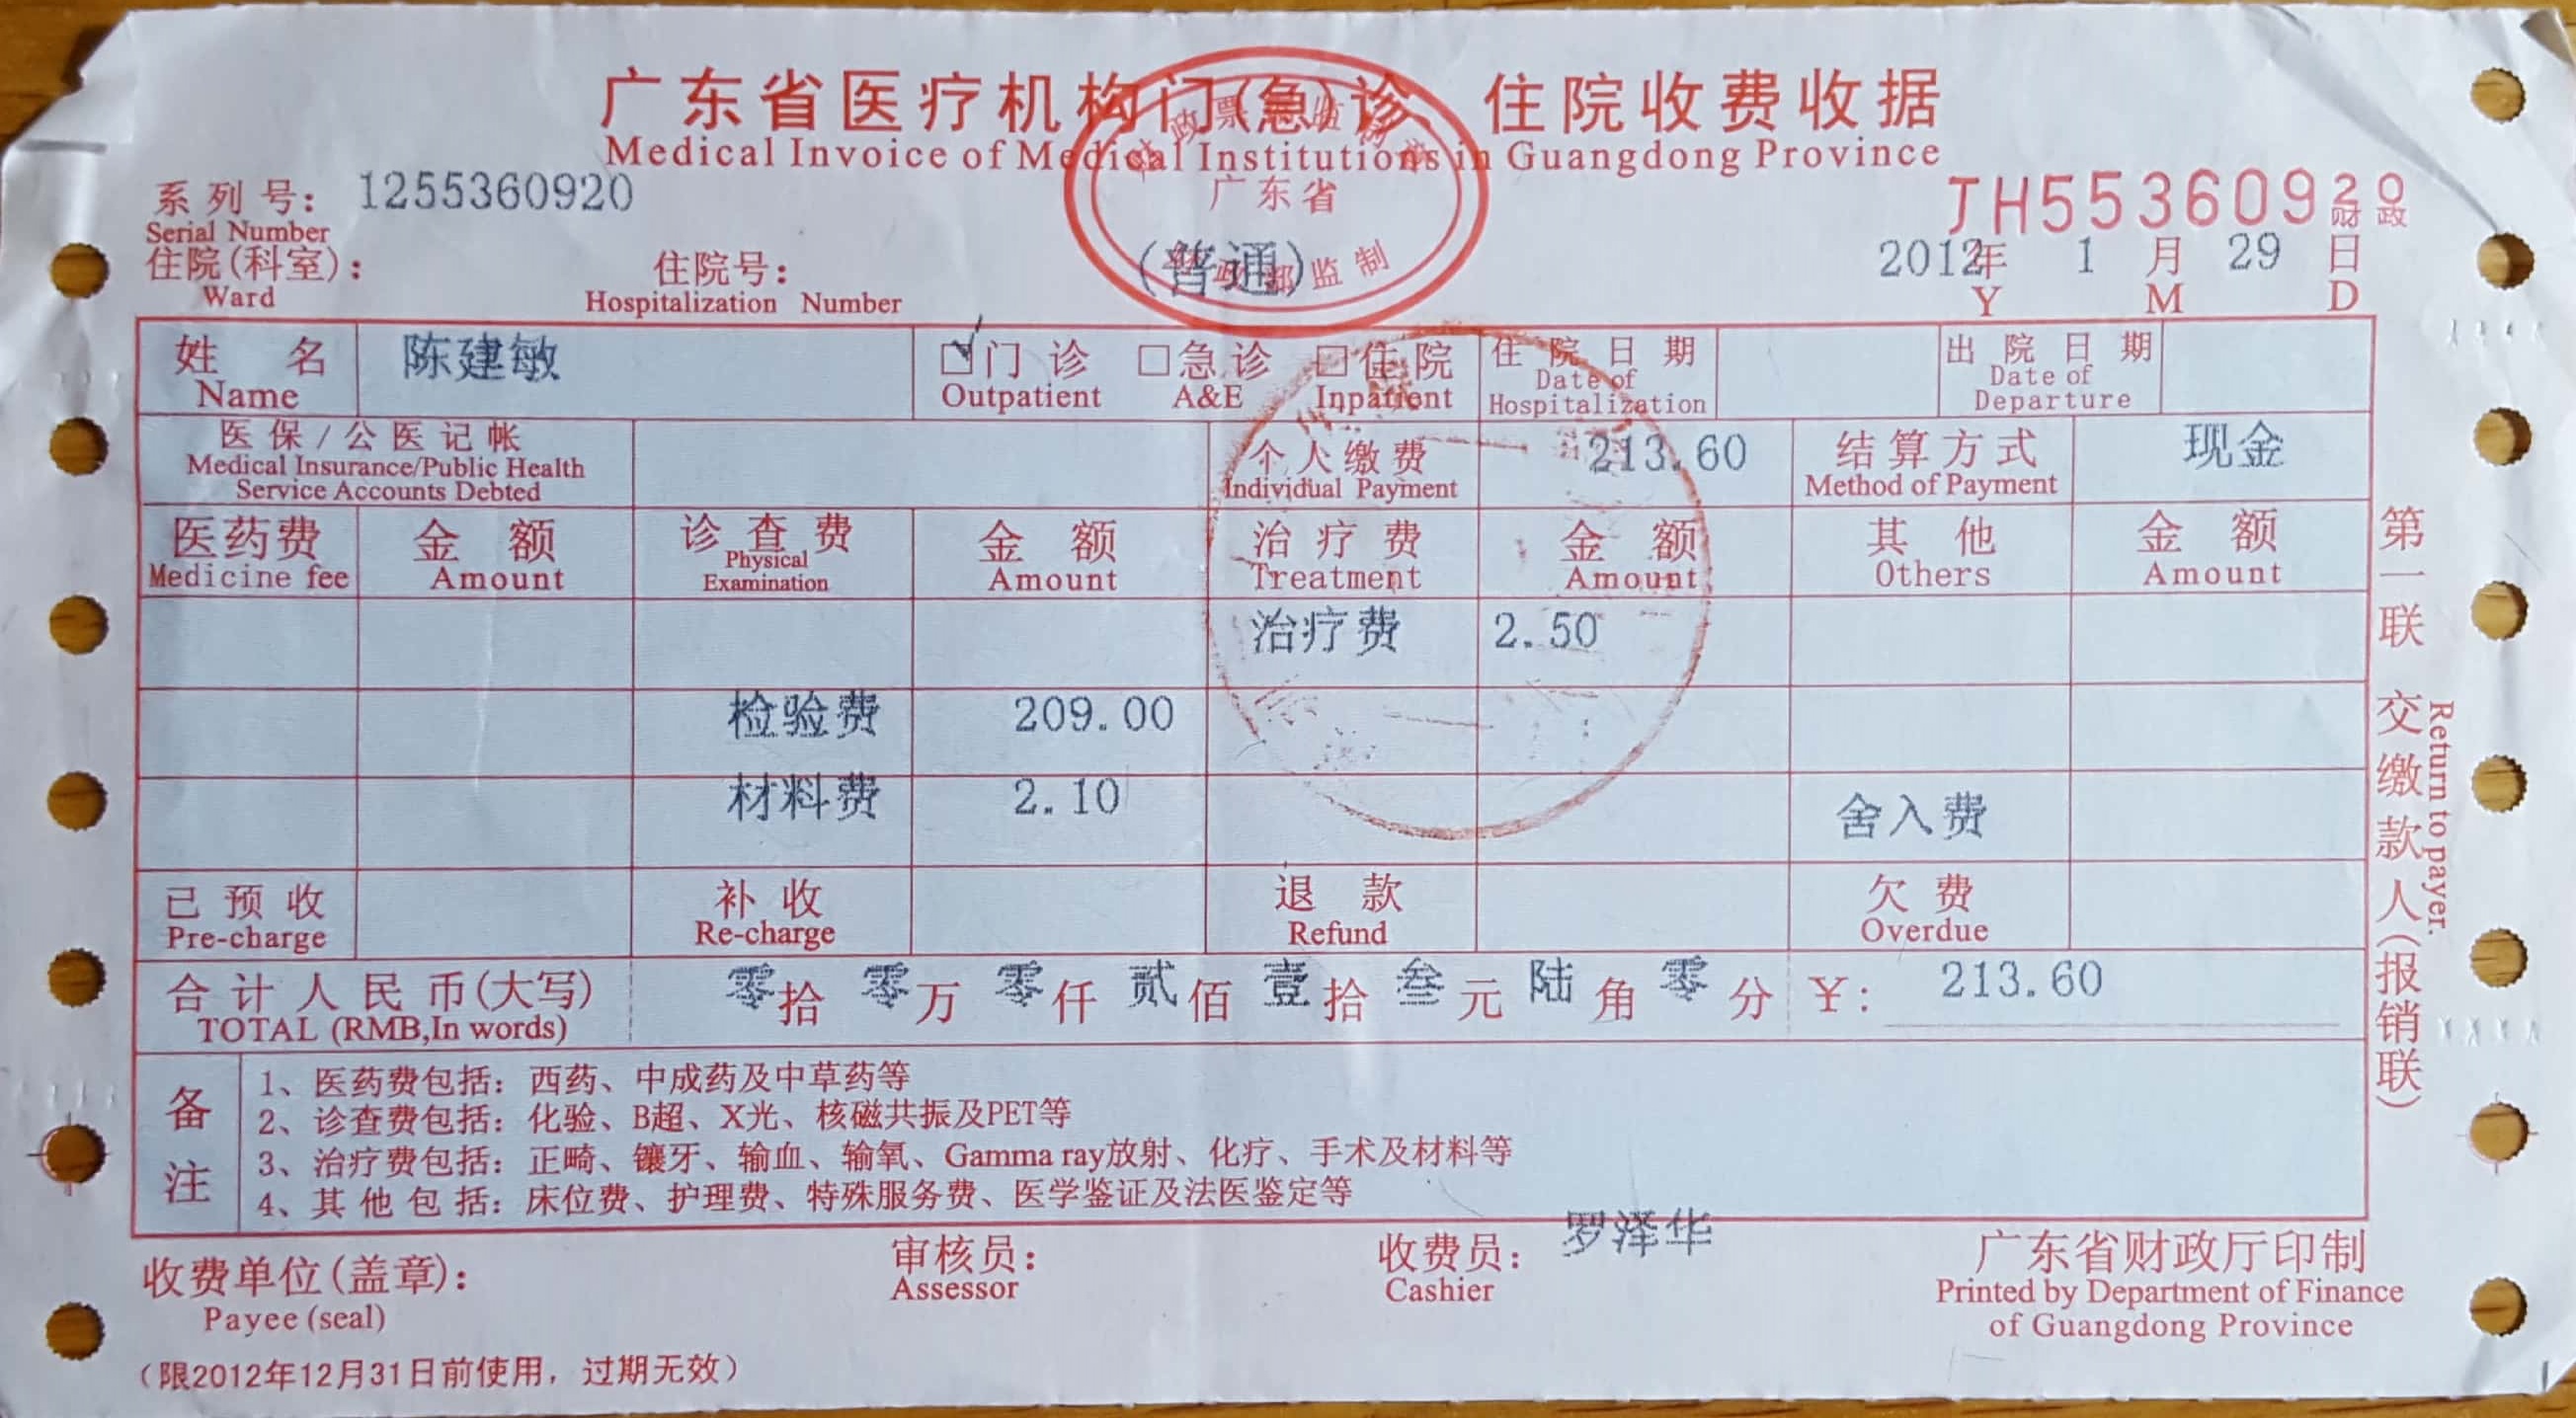 广东省医疗机构门(急)诊 住院收费收据
Medical Invoice of Medical Institutions in Guangdong Province
广东省
监制
系列号: 1255360920
Serial Number
JH55360920
财政
住院(科室): 住院号: (普通) 2012年 1 月 29 日
Ward Hospitalization Number Y M D
姓名 陈建敏 门诊 急诊 住院 住院日期 出院日期
Name Outpatient A&E Inpatient Date of Hospitalization Date of Departure
医保/公医记帐 个人缴费 213.60 结算方式 现金
Medical Insurance/Public Health Service Accounts Debted Individual Payment Method of Payment
医药费 金额 诊查费 金额 治疗费 金额 其他 金额
Medicine fee Amount Physical Examination Amount Treatment Amount Others Amount
治疗费 2.50
检验费 209.00
材料费 2.10 舍入费
已预收 补收 退款 欠费
Pre-charge Re-charge Refund Overdue
合计人民币(大写) 零拾 零万 零仟 贰佰 壹拾 叁元 陆角 零分 ¥: 213.60
TOTAL (RMB,In words)
备注
1、医药费包括: 西药、中成药及中草药等
2、诊查费包括: 化验、B超、X光、核磁共振及PET等
3、治疗费包括: 正畸、镶牙、输血、输氧、Gamma ray放射、化疗、手术及材料等
4、其他包括: 床位费、护理费、特殊服务费、医学鉴证及法医鉴定等
第一联 交缴款人(报销联)
Return to payer.
收费单位(盖章): 审核员: 收费员: 罗泽华 广东省财政厅印制
Payee (seal) Assessor Cashier Printed by Department of Finance
of Guangdong Province
(限2012年12月31日前使用, 过期无效)